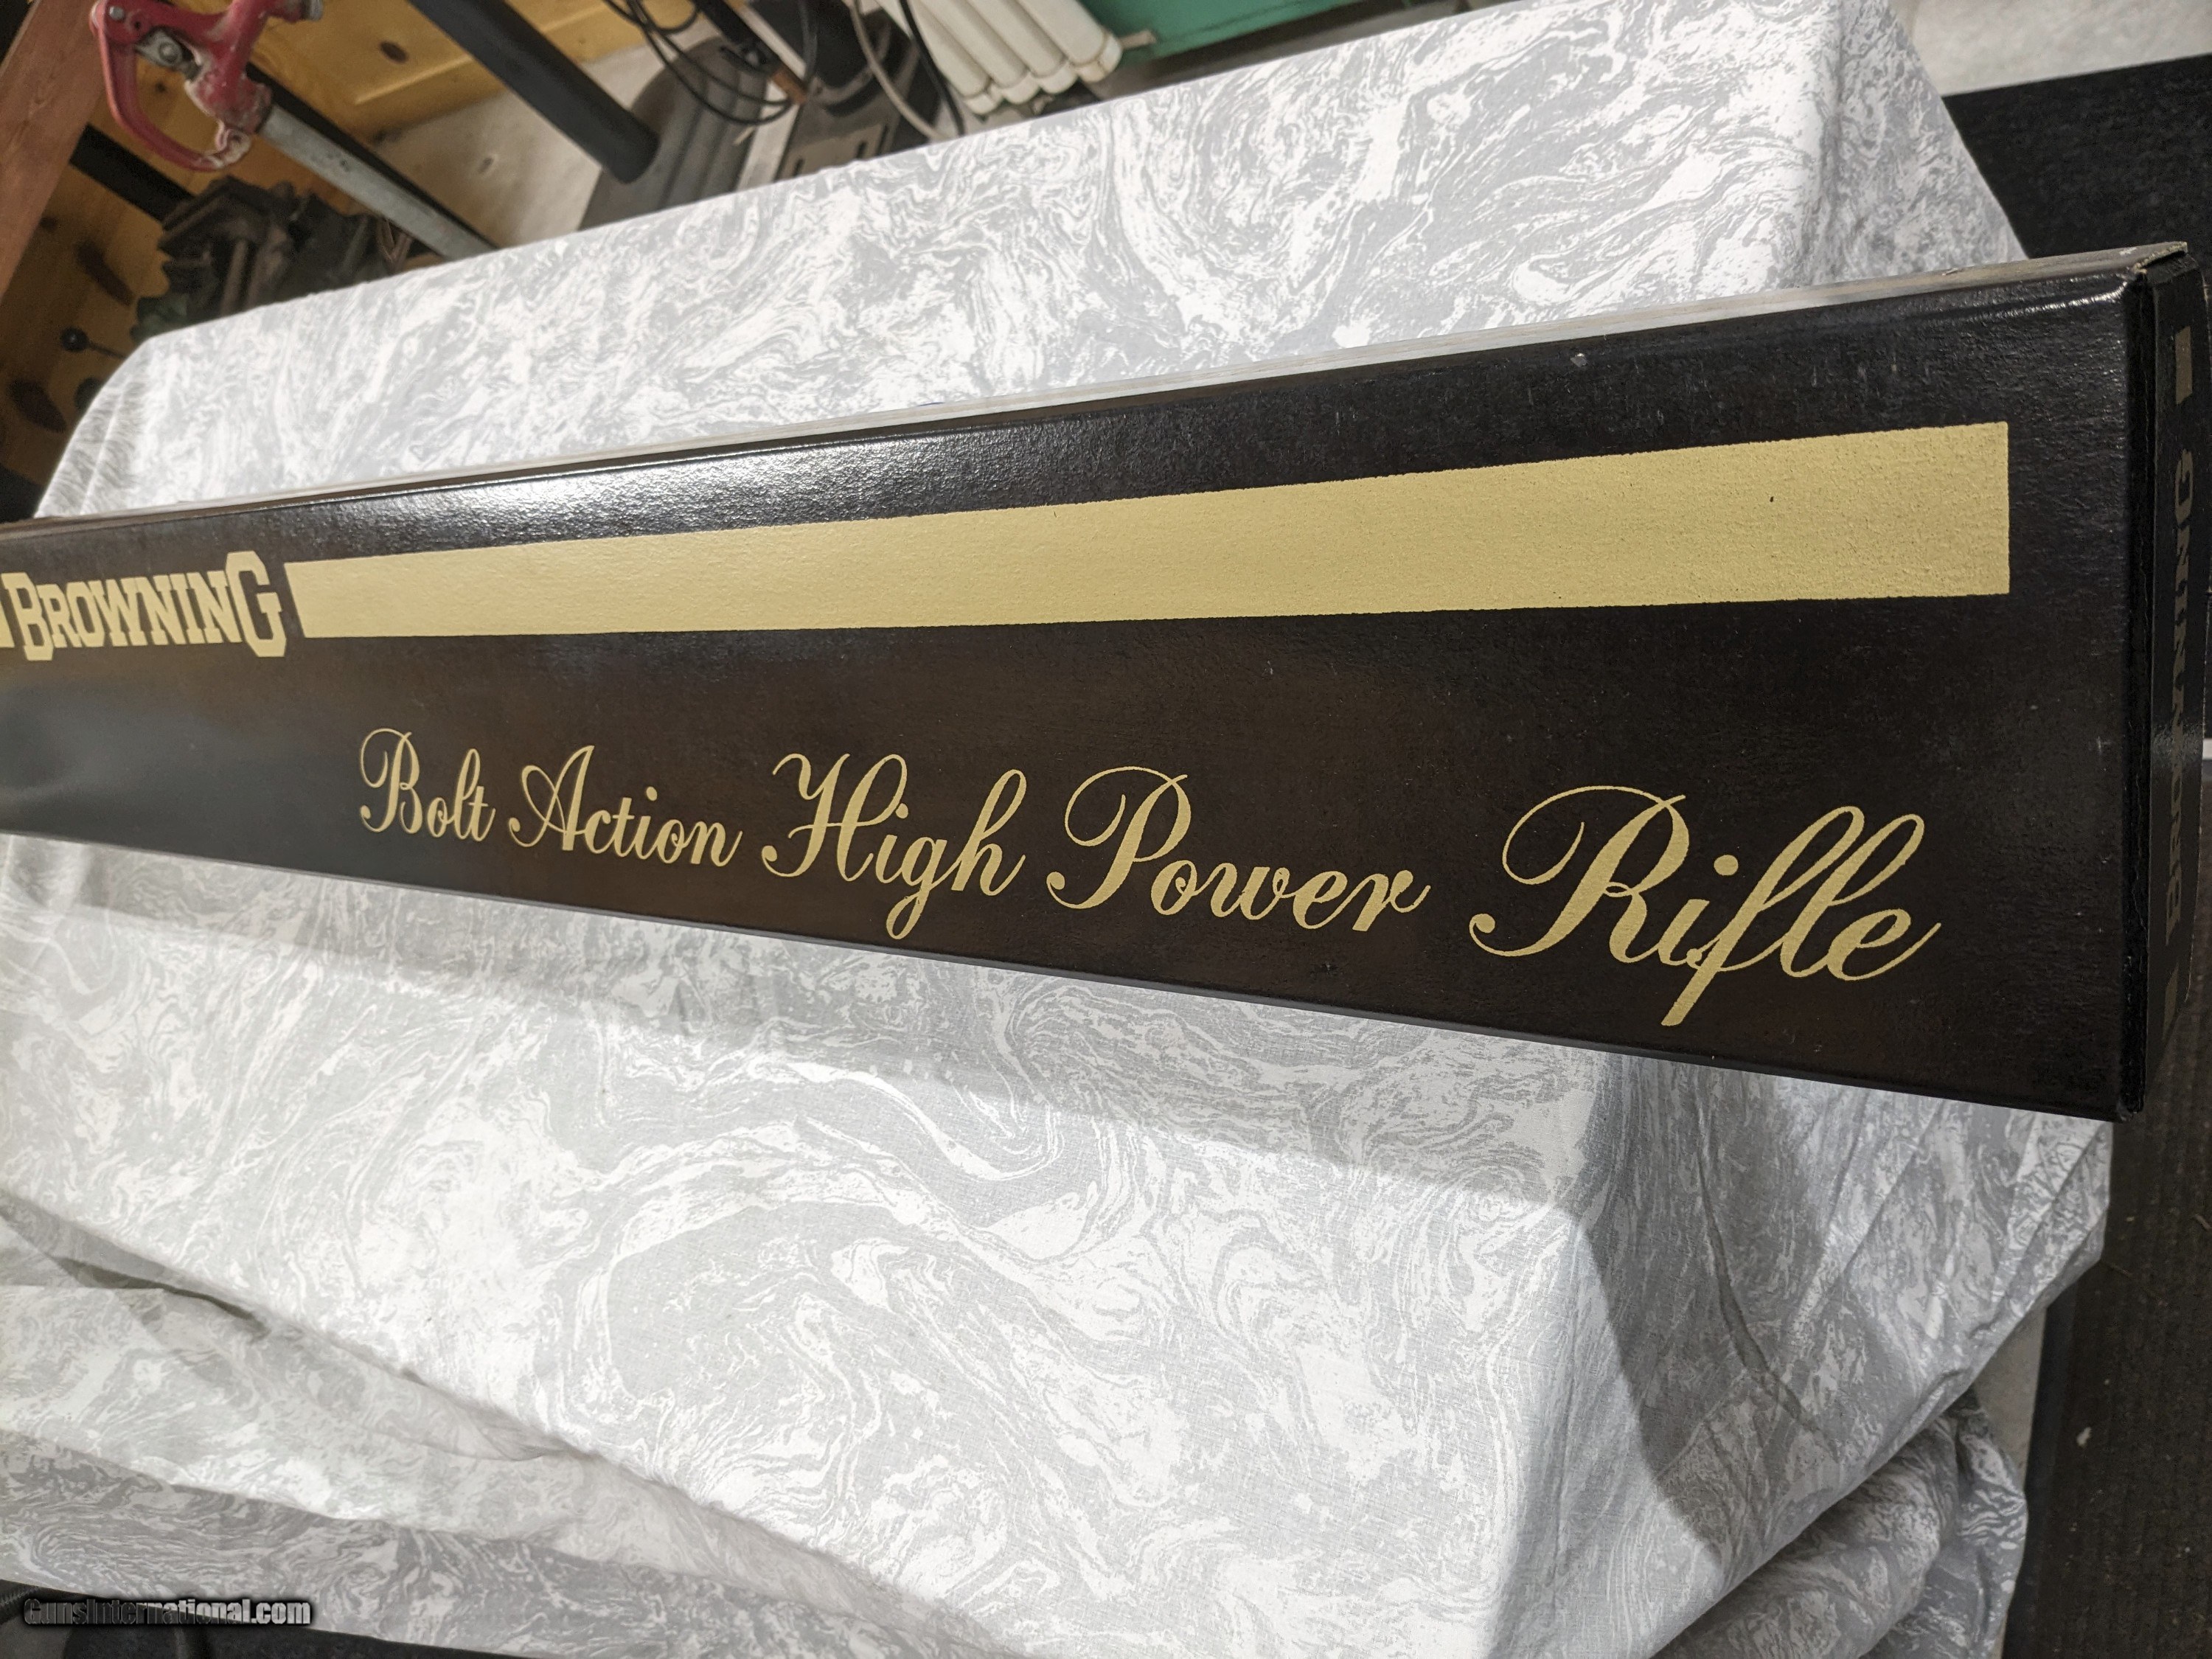 BROWNING
Bolt Action High Power Rifle
BROWNING
GunsInternational.com